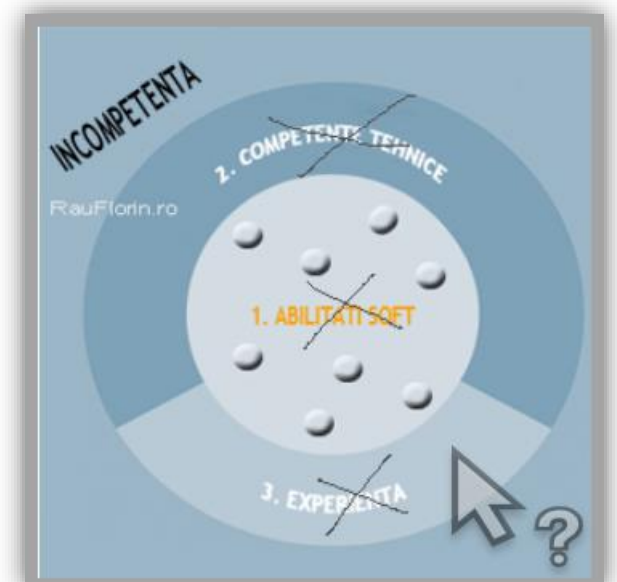 INCOMPETENTA
2. COMPETENTE TEHNICE
RauFlorin.ro
1. ABILITATI SOFT
3. EXPERIENTA
?